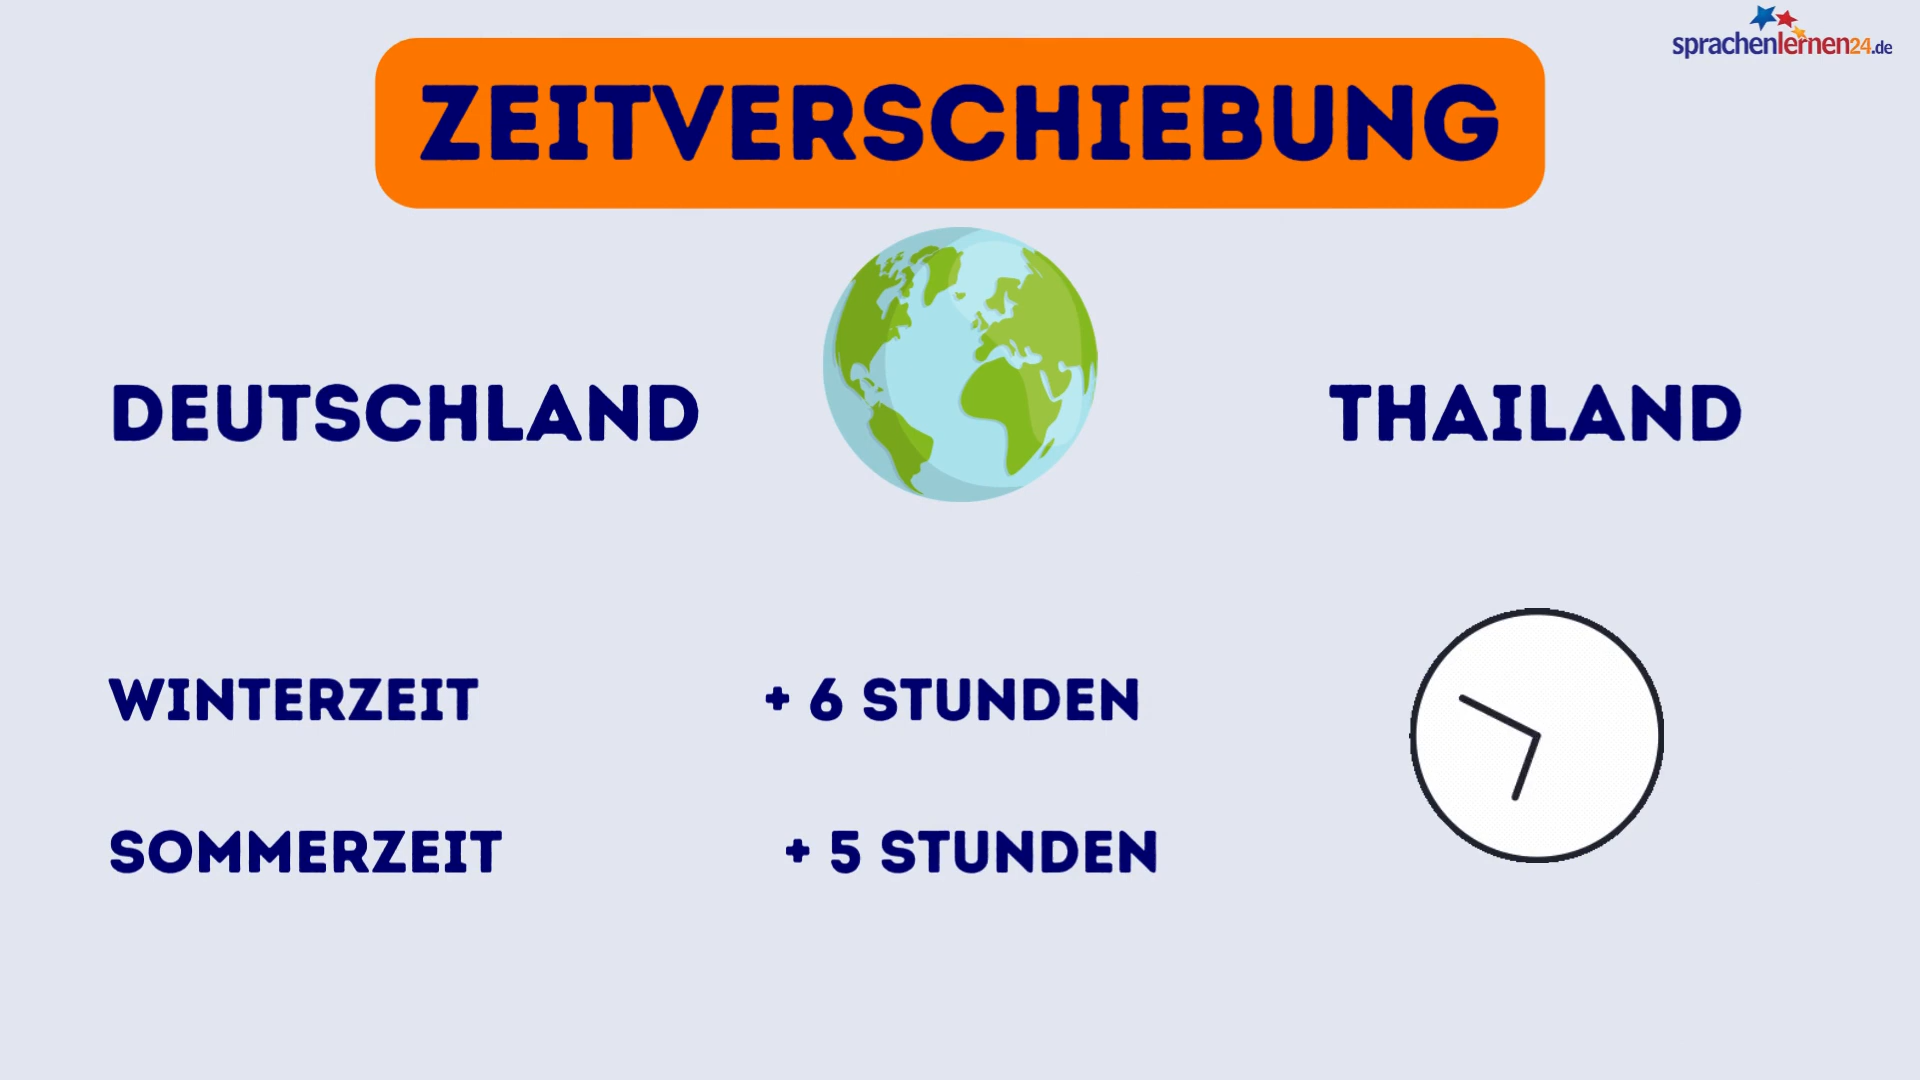 sprachenlernen24.de
ZEITVERSCHIEBUNG
DEUTSCHLAND
THAILAND
WINTERZEIT + 6 STUNDEN
SOMMERZEIT + 5 STUNDEN